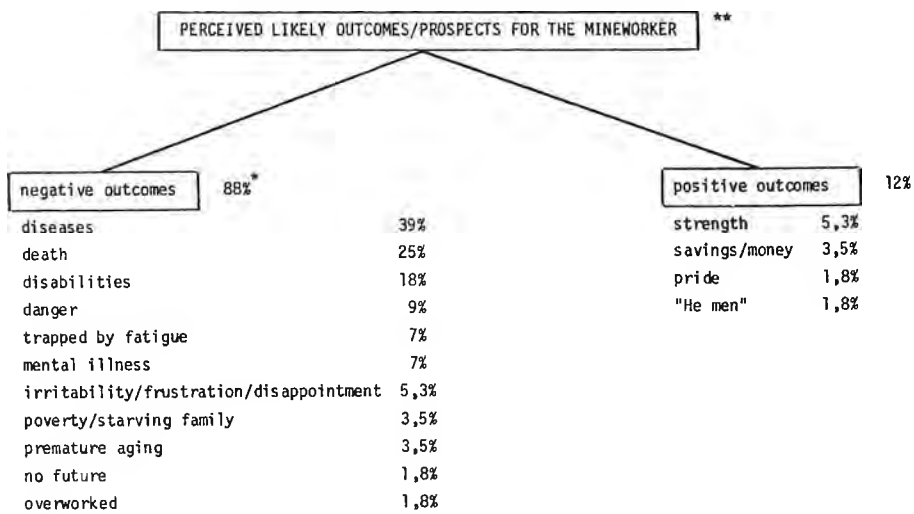 PERCEIVED LIKELY OUTCOMES/PROSPECTS FOR THE MINEWORKER **
negative outcomes 88%*
diseases 39%
death 25%
disabilities 18%
danger 9%
trapped by fatigue 7%
mental illness 7%
irritability/frustration/disappointment 5,3%
poverty/starving family 3,5%
premature aging 3,5%
no future 1,8%
overworked 1,8%
positive outcomes 12%
strength 5,3%
savings/money 3,5%
pride 1,8%
"He men" 1,8%